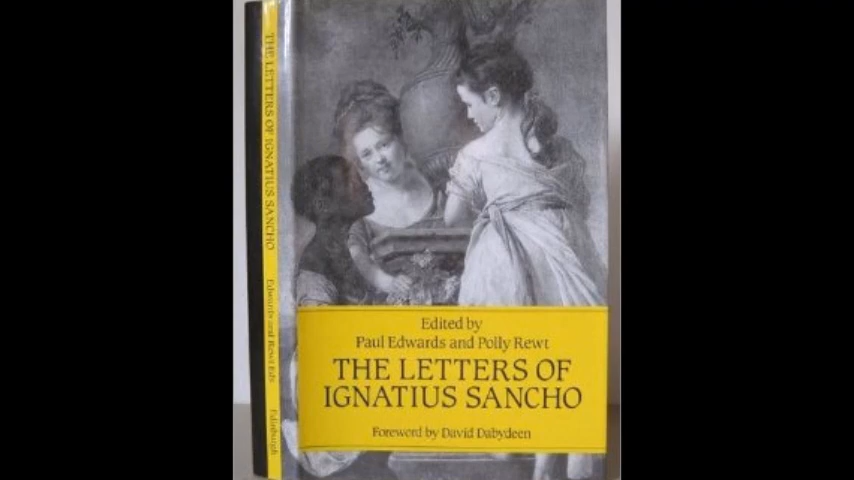 THE LETTERS OF IGNATIUS SANCHO Edwards and Rewt Eds Edinburgh
Edited by
Paul Edwards and Polly Rewt
THE LETTERS OF
IGNATIUS SANCHO
Foreword by David Dabydeen